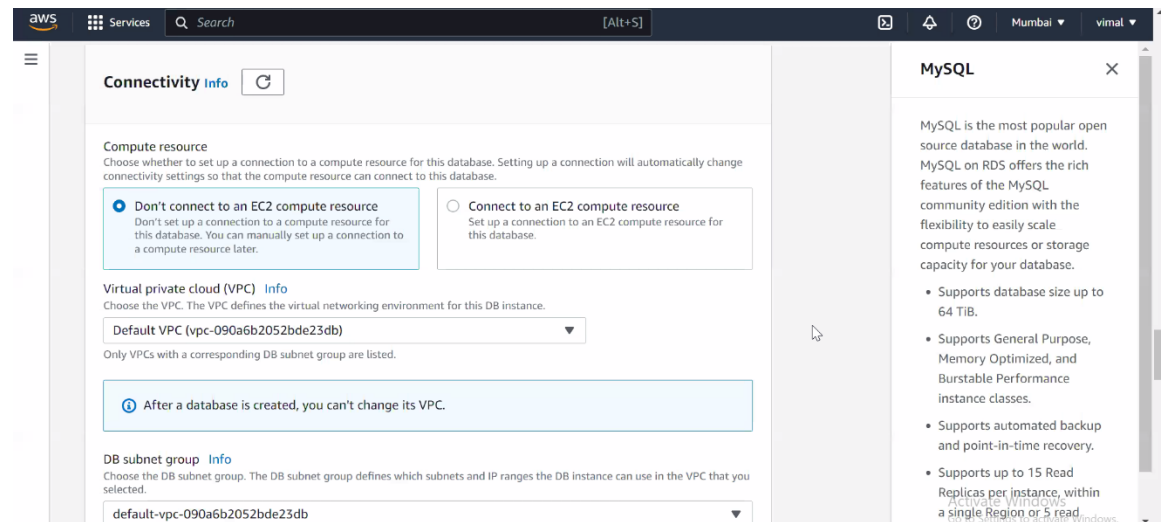 aws
Services
Search
[Alt+S]
Mumbai
vimal
Connectivity Info
Compute resource
Choose whether to set up a connection to a compute resource for this database. Setting up a connection will automatically change
connectivity settings so that the compute resource can connect to this database.
Don't connect to an EC2 compute resource
Don't set up a connection to a compute resource for
this database. You can manually set up a connection to
a compute resource later.
Connect to an EC2 compute resource
Set up a connection to an EC2 compute resource for
this database.
Virtual private cloud (VPC) Info
Choose the VPC. The VPC defines the virtual networking environment for this DB instance.
Default VPC (vpc-090a6b2052bde23db)
Only VPCs with a corresponding DB subnet group are listed.
After a database is created, you can't change its VPC.
DB subnet group Info
Choose the DB subnet group. The DB subnet group defines which subnets and IP ranges the DB instance can use in the VPC that you
selected.
default-vpc-090a6b2052bde23db
MySQL
MySQL is the most popular open
source database in the world.
MySQL on RDS offers the rich
features of the MySQL
community edition with the
flexibility to easily scale
compute resources or storage
capacity for your database.
• Supports database size up to
64 TiB.
• Supports General Purpose,
Memory Optimized, and
Burstable Performance
instance classes.
• Supports automated backup
and point-in-time recovery.
• Supports up to 15 Read
Replicas per instance, within
a single Region or 5 read
Activate Windows
Go to Settings to activate Windows.